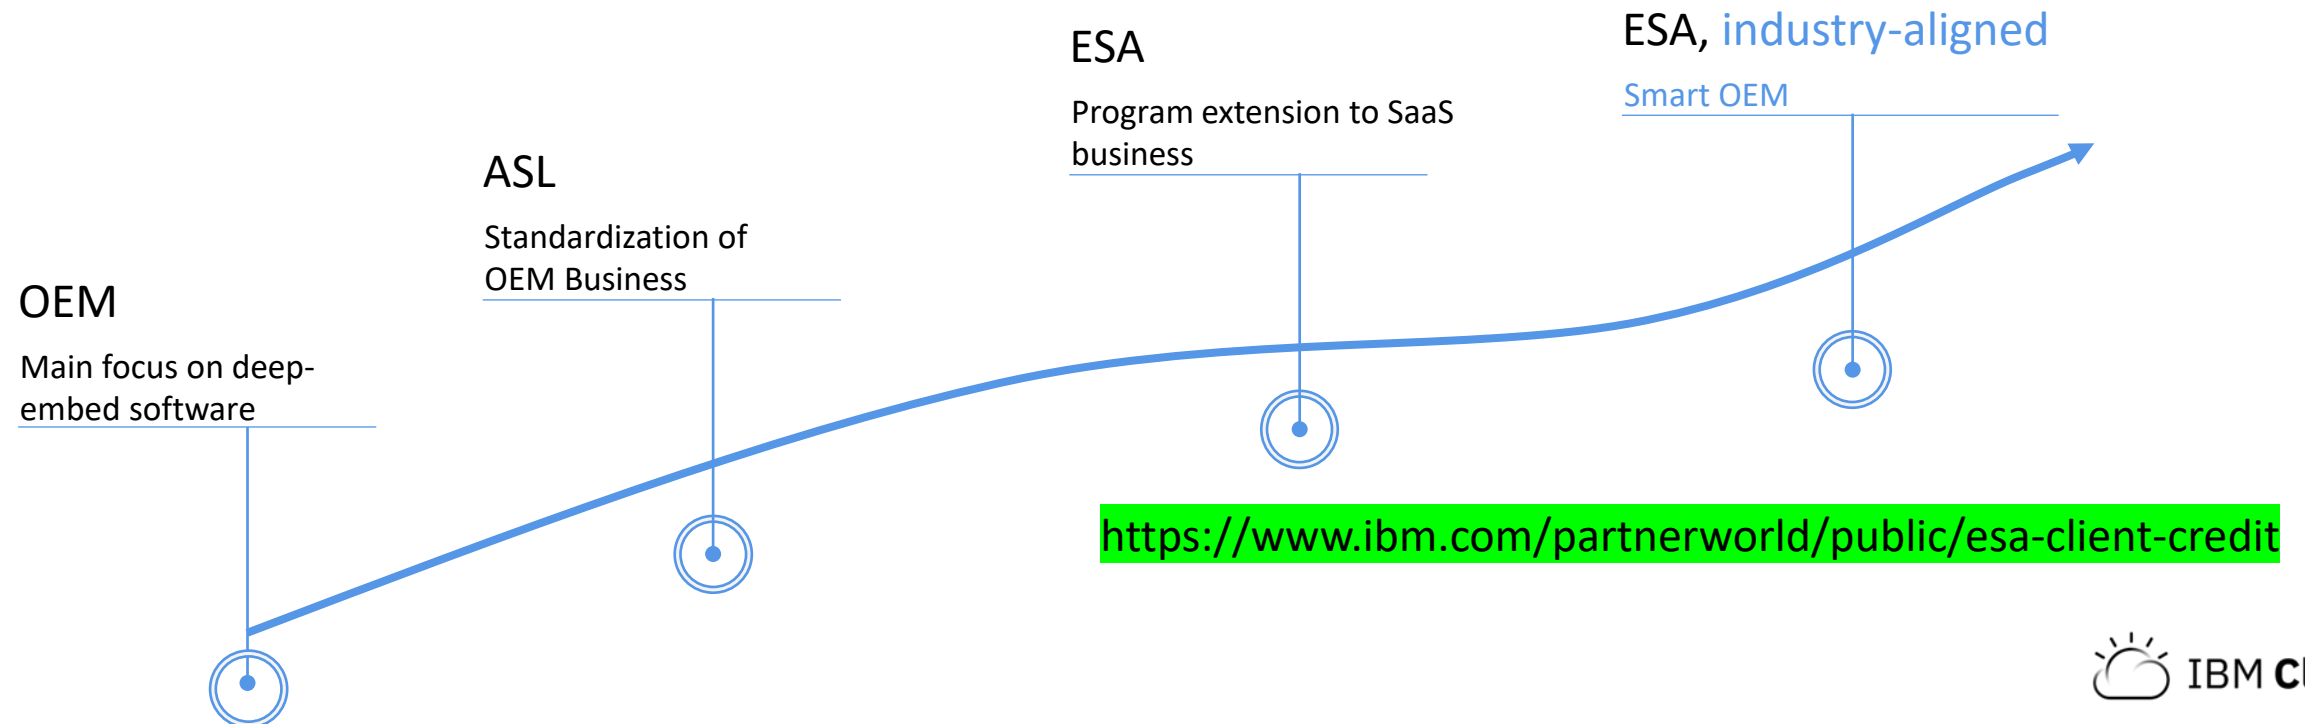 OEM
Main focus on deep-
embed software
ASL
Standardization of
OEM Business
ESA
Program extension to SaaS
business
ESA, industry-aligned
Smart OEM
https://www.ibm.com/partnerworld/public/esa-client-credit
IBM